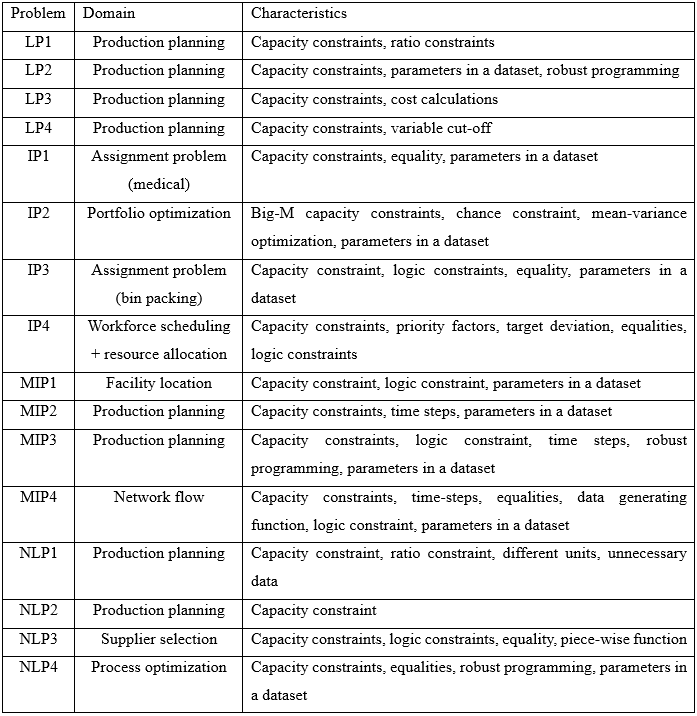 Problem Domain Characteristics
LP1 Production planning Capacity constraints, ratio constraints
LP2 Production planning Capacity constraints, parameters in a dataset, robust programming
LP3 Production planning Capacity constraints, cost calculations
LP4 Production planning Capacity constraints, variable cut-off
IP1 Assignment problem Capacity constraints, equality, parameters in a dataset
(medical)
IP2 Portfolio optimization Big-M capacity constraints, chance constraint, mean-variance
optimization, parameters in a dataset
IP3 Assignment problem Capacity constraint, logic constraints, equality, parameters in a
(bin packing) dataset
IP4 Workforce scheduling Capacity constraints, priority factors, target deviation, equalities,
+ resource allocation logic constraints
MIP1 Facility location Capacity constraint, logic constraint, parameters in a dataset
MIP2 Production planning Capacity constraints, time steps, parameters in a dataset
MIP3 Production planning Capacity constraints, logic constraint, time steps, robust
programming, parameters in a dataset
MIP4 Network flow Capacity constraints, time-steps, equalities, data generating
function, logic constraint, parameters in a dataset
NLP1 Production planning Capacity constraint, ratio constraint, different units, unnecessary
data
NLP2 Production planning Capacity constraint
NLP3 Supplier selection Capacity constraints, logic constraints, equality, piece-wise function
NLP4 Process optimization Capacity constraints, equalities, robust programming, parameters in
a dataset